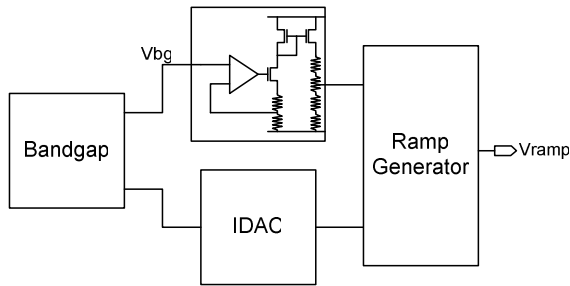 Vbg
Bandgap
IDAC
Ramp
Generator
Vramp